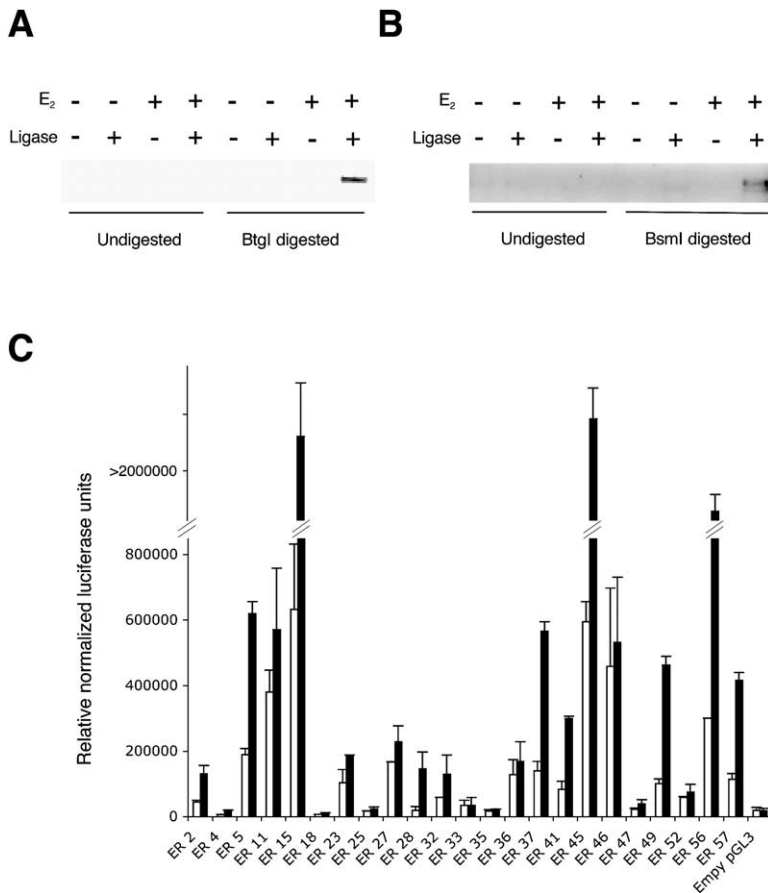 A
E2 - - + + - - + +
Ligase - + - + - + - +
Undigested BtgI digested
B
E2 - - + + - - + +
Ligase - + - + - + - +
Undigested BsmI digested
C
Relative normalized luciferase units
>2000000
800000
600000
400000
200000
0
ER 2
ER 4
ER 5
ER 11
ER 15
ER 18
ER 23
ER 25
ER 27
ER 28
ER 32
ER 33
ER 35
ER 36
ER 37
ER 41
ER 45
ER 46
ER 47
ER 49
ER 52
ER 56
ER 57
Empy pGL3